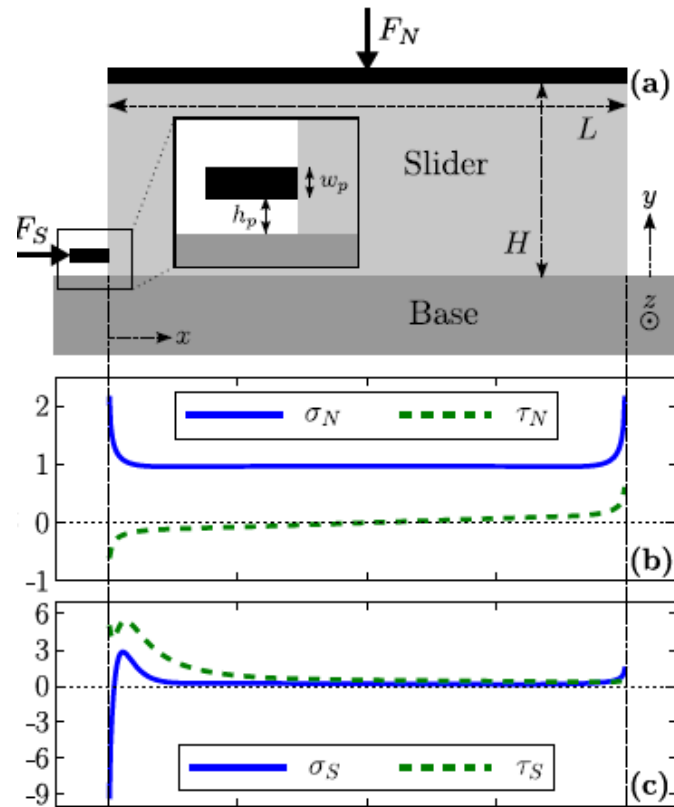 F_N
(a)
L
Slider
w_p
h_p
y
F_S
H
z
Base
x
2
σ_N τ_N
1
0
-1
(b)
6
3
0
-3
-6
σ_S τ_S
-9
(c)